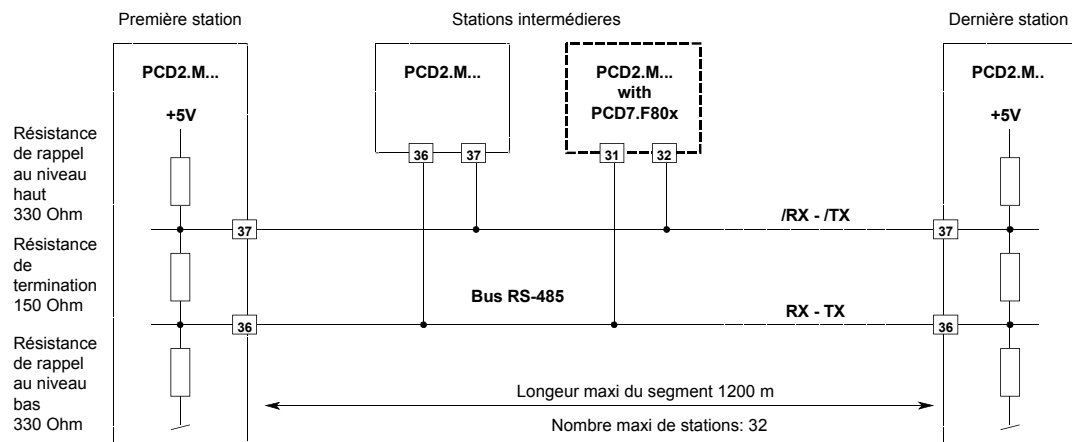 Première station
Stations intermédieres
Dernière station
PCD2.M...
PCD2.M...
PCD2.M...
with
PCD7.F80x
PCD2.M..
+5V
+5V
Résistance
de rappel
au niveau
haut
330 Ohm
36
37
31
32
/RX - /TX
37
37
Résistance
de
termination
150 Ohm
Bus RS-485
RX - TX
36
36
Résistance
de rappel
au niveau
bas
330 Ohm
Longeur maxi du segment 1200 m
Nombre maxi de stations: 32